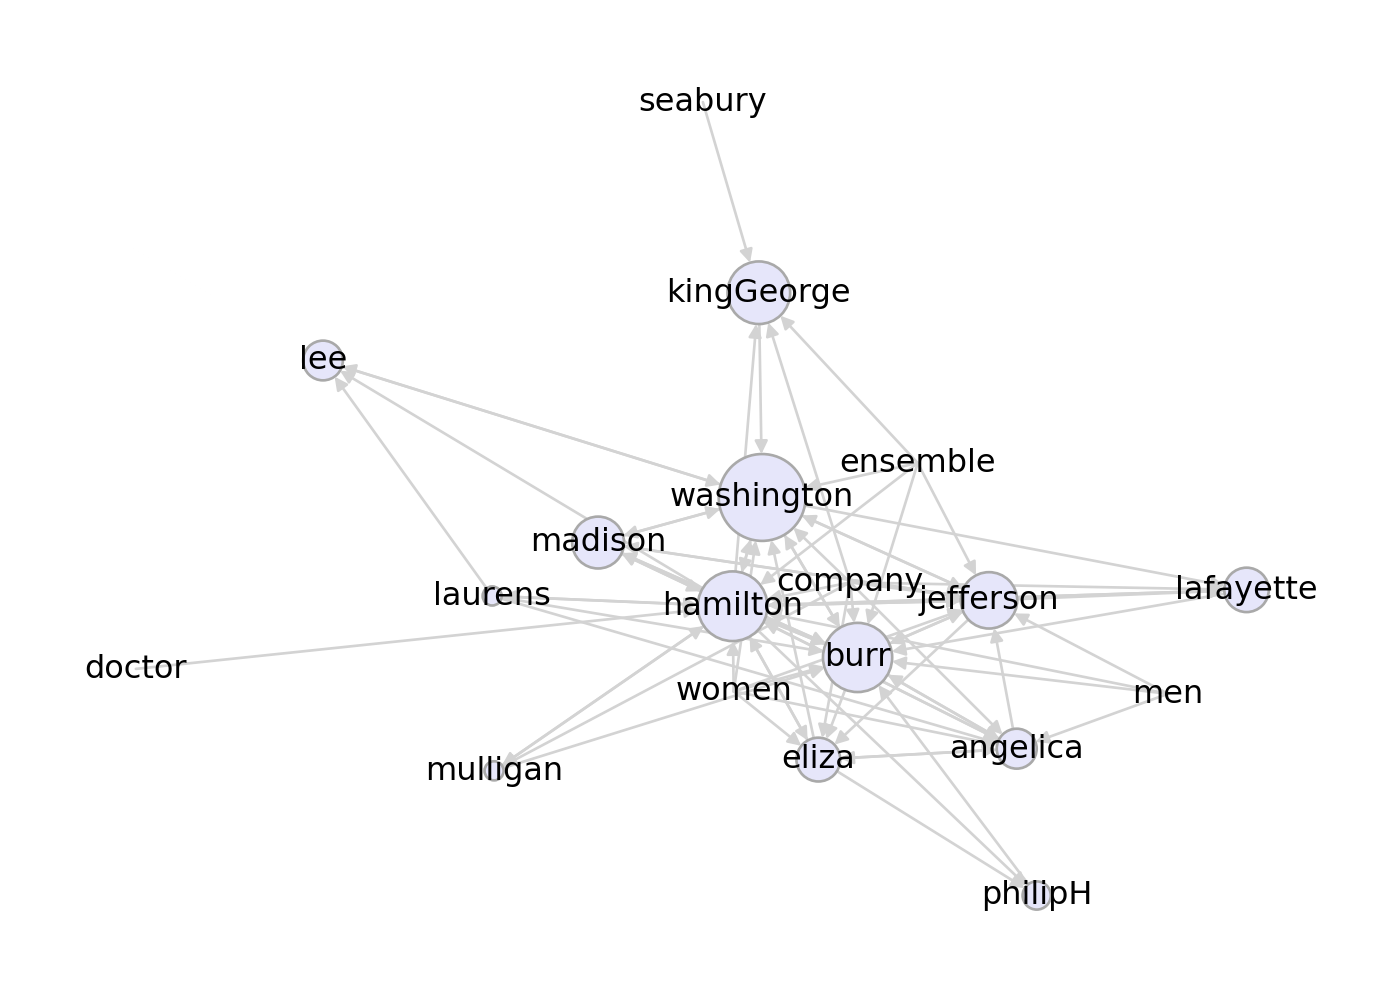 seabury
kingGeorge
lee
ensemble
washington
madison
company
laurens
hamilton
jefferson
lafayette
burr
doctor
women
men
mulligan
eliza
angelica
philipH